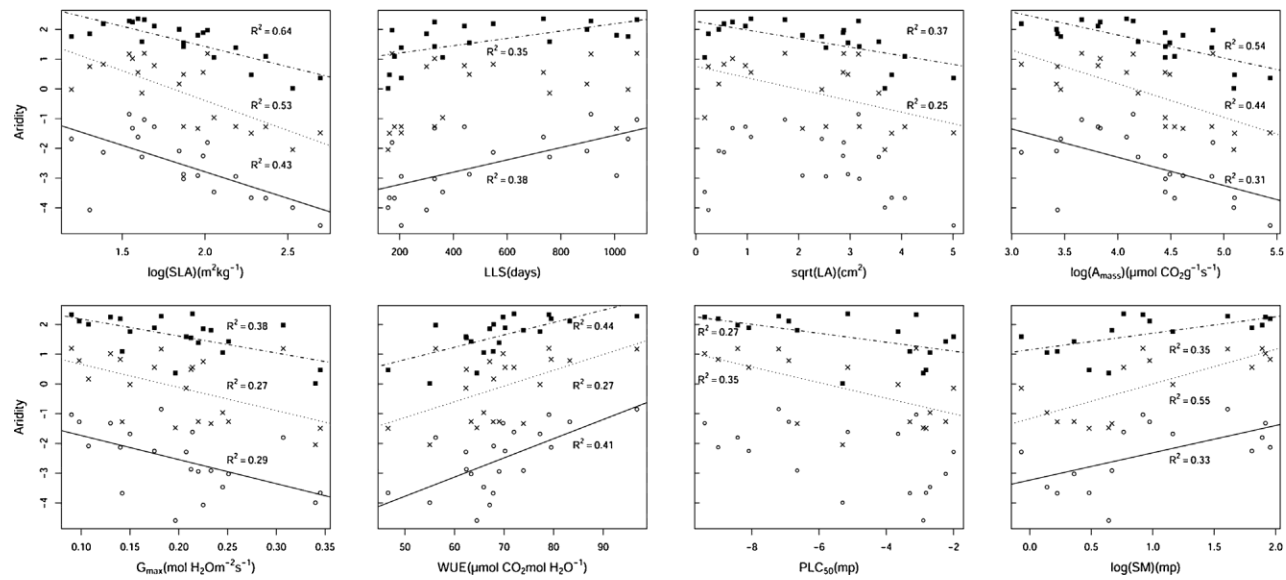 Aridity
2
1
0
-1
-2
-3
-4
R² = 0.64
R² = 0.53
R² = 0.43
1.5
2.0
2.5
log(SLA)(m²kg⁻¹)
R² = 0.35
R² = 0.38
200
400
600
800
1000
LLS(days)
R² = 0.37
R² = 0.25
0
1
2
3
4
5
sqrt(LA)(cm²)
R² = 0.54
R² = 0.44
R² = 0.31
3.0
3.5
4.0
4.5
5.0
5.5
log(Amass)(μmol CO₂g⁻¹s⁻¹)
Aridity
2
1
0
-1
-2
-3
-4
R² = 0.38
R² = 0.27
R² = 0.29
0.10
0.15
0.20
0.25
0.30
0.35
Gmax(mol H₂Om⁻²s⁻¹)
R² = 0.44
R² = 0.27
R² = 0.41
50
60
70
80
90
WUE(μmol CO₂mol H₂O⁻¹)
R² = 0.27
R² = 0.35
−8
−6
−4
−2
PLC₅₀(mp)
R² = 0.35
R² = 0.55
R² = 0.33
0.0
0.5
1.0
1.5
2.0
log(SM)(mp)